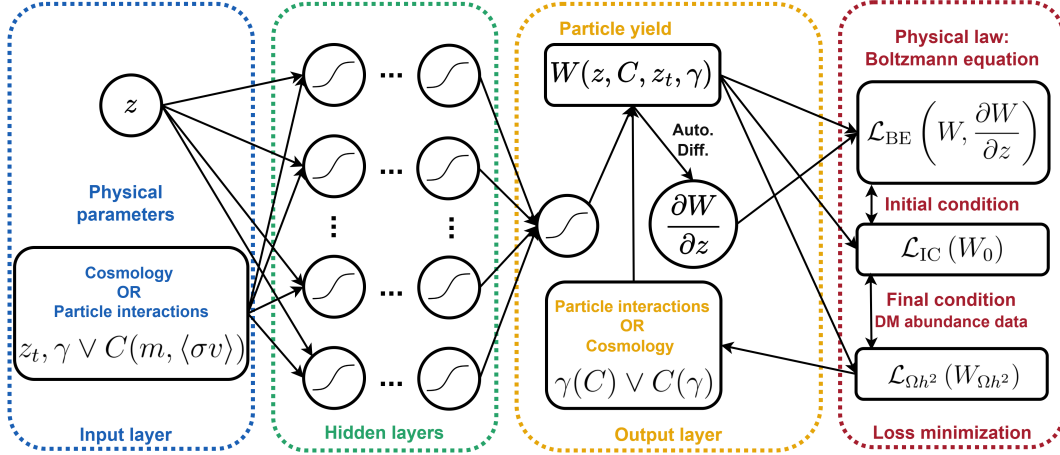 z
Physical
parameters
Cosmology
OR
Particle interactions
z_t, γ ∨ C(m, ⟨σv⟩)
Input layer
...
...
...
...
...
...
Hidden layers
Particle yield
W(z, C, z_t, γ)
Auto.
Diff.
∂W
∂z
Particle interactions
OR
Cosmology
γ(C) ∨ C(γ)
Output layer
Physical law:
Boltzmann equation
ℒ_BE (W, ∂W/∂z)
Initial condition
ℒ_IC (W_0)
Final condition
DM abundance data
ℒ_Ωh² (W_Ωh²)
Loss minimization